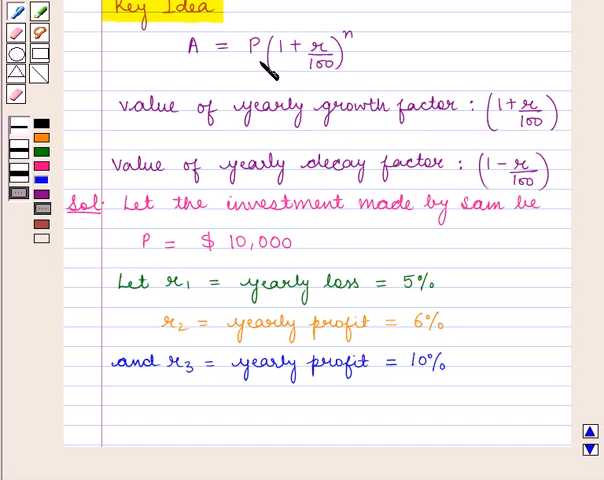 Key Idea
A = P(1 + r/100)^n
value of yearly growth factor : (1 + r/100)
value of yearly decay factor : (1 - r/100)
Sol: Let the investment made by Sam be
P = $ 10,000
Let r1 = yearly loss = 5%
r2 = yearly profit = 6%
and r3 = yearly profit = 10%